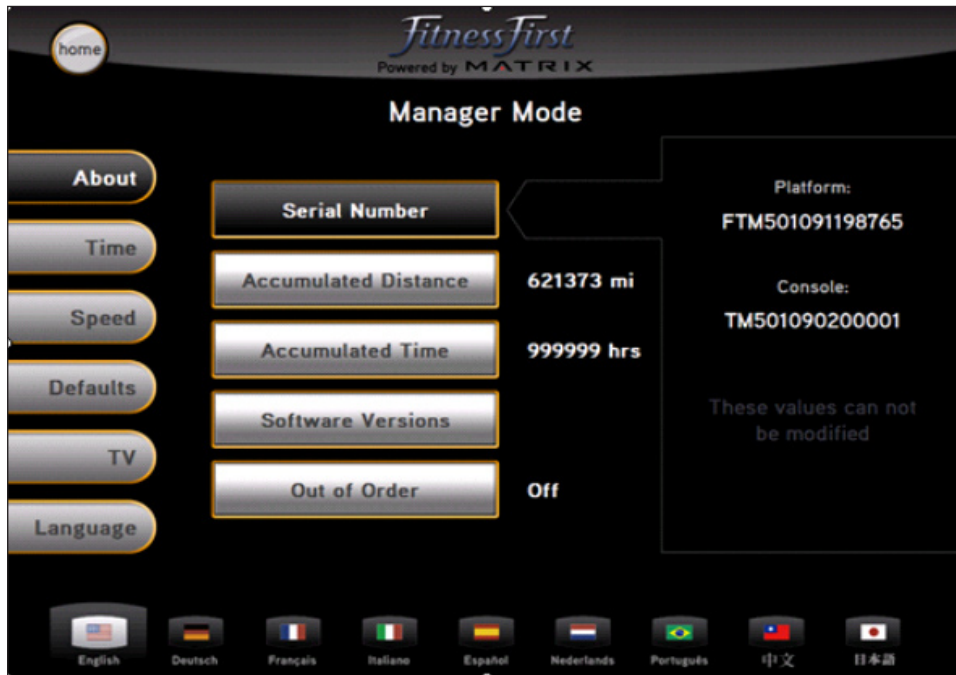 home
FitnessFirst
Powered by MATRIX
Manager Mode
About
Time
Speed
Defaults
TV
Language
Serial Number
Accumulated Distance 621373 mi
Accumulated Time 999999 hrs
Software Versions
Out of Order Off
Platform:
FTM501091198765
Console:
TM501090200001
These values can not
be modified
English Deutsch Français Italiano Español Nederlands Português 中文 日本語